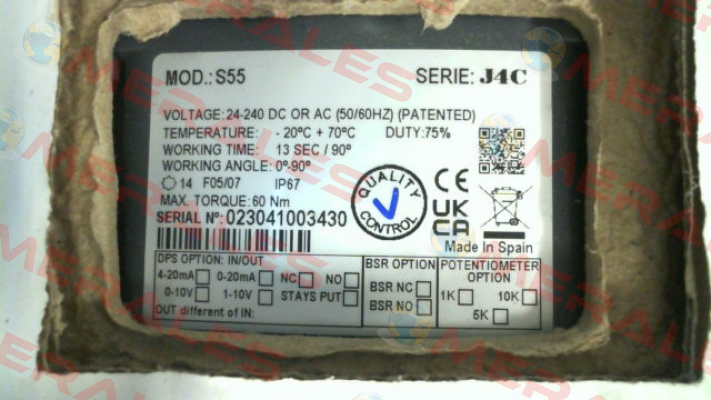 MOD.: S55 SERIE: J4C
VOLTAGE: 24-240 DC OR AC (50/60HZ) (PATENTED)
TEMPERATURE: - 20ºC + 70ºC DUTY: 75%
WORKING TIME: 13 SEC / 90º
WORKING ANGLE: 0º-90º
14 F05/07 IP67
MAX. TORQUE: 60 Nm
SERIAL Nº: 023041003430
QUALITY CONTROL
CE
UK
CA
Made In Spain
DPS OPTION: IN/OUT
4-20mA 0-20mA NC NO
0-10V 1-10V STAYS PUT
OUT different of IN:
BSR OPTION
BSR NC
BSR NO
POTENTIOMETER
OPTION
1K 10K
5K
MERALES